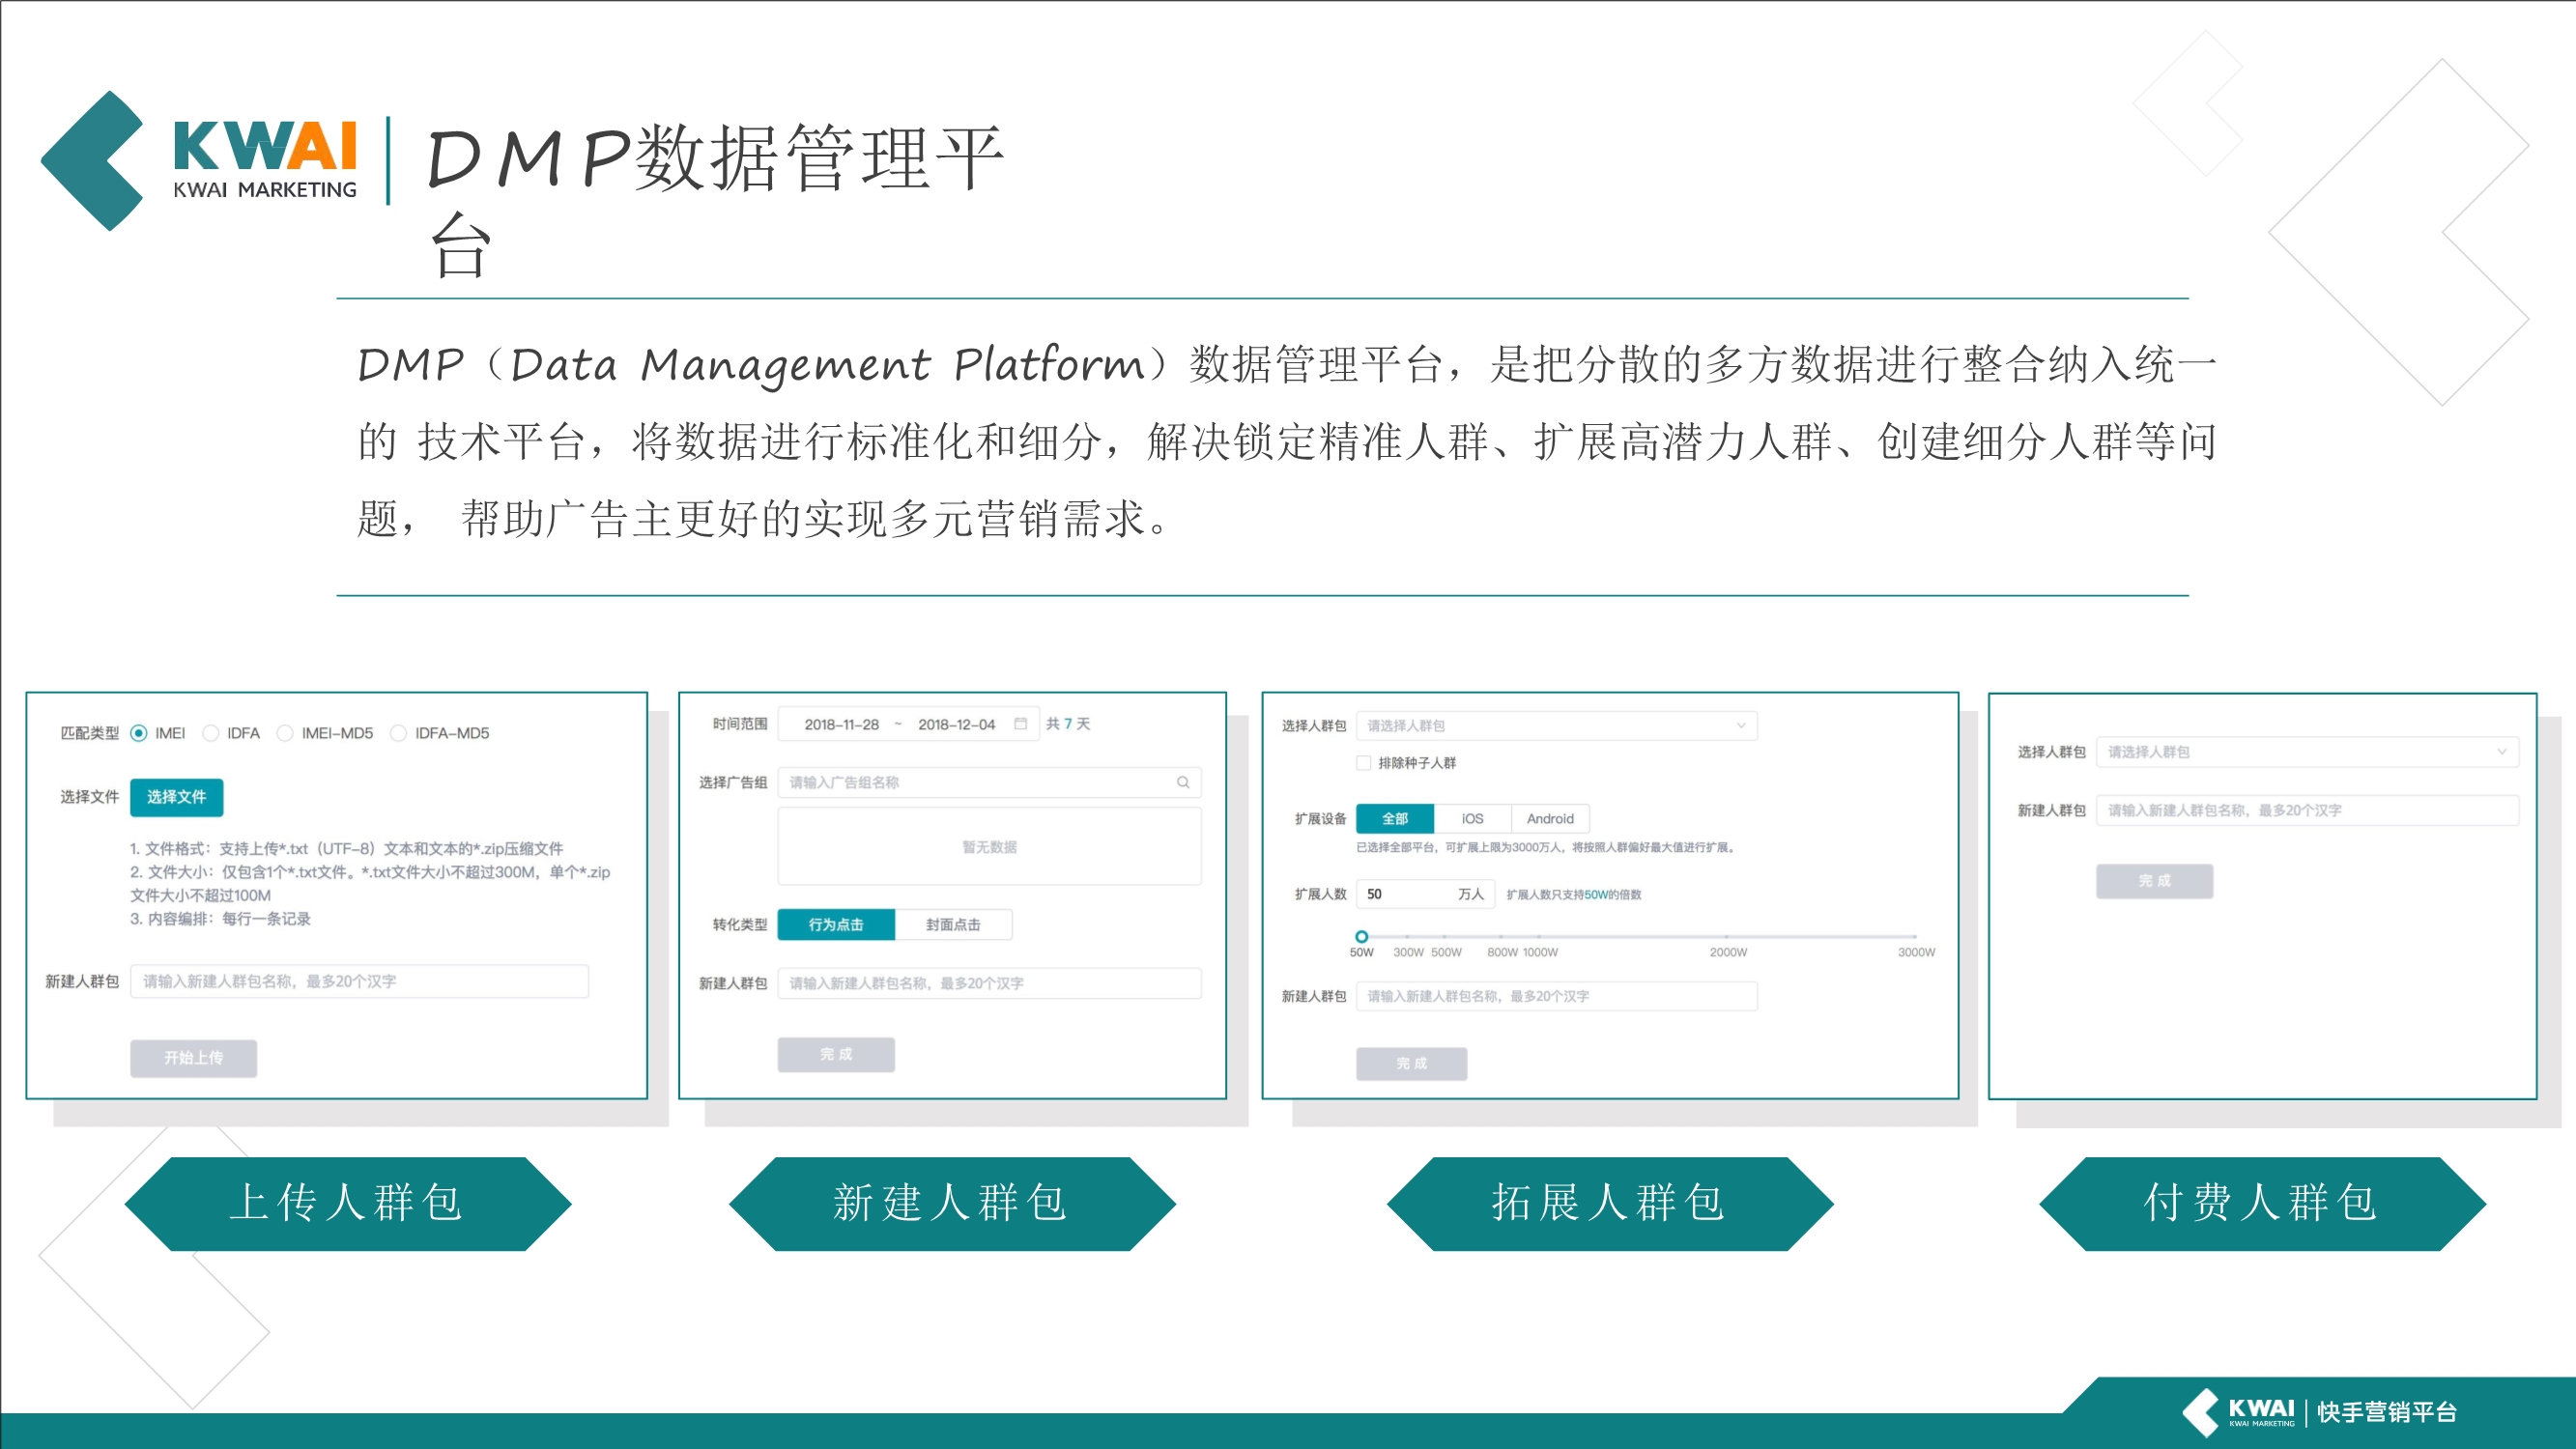 KWAI
KWAI MARKETING
DMP数据管理平
台
DMP（Data Management Platform）数据管理平台，是把分散的多方数据进行整合纳入统一
的 技术平台，将数据进行标准化和细分，解决锁定精准人群、扩展高潜力人群、创建细分人群等问
题， 帮助广告主更好的实现多元营销需求。
匹配类型 IMEI IDFA IMEI-MD5 IDFA-MD5
选择文件 选择文件
1. 文件格式：支持上传*.txt（UTF-8）文本和文本的*.zip压缩文件
2. 文件大小：仅包含1个*.txt文件。*.txt文件大小不超过300M，单个*.zip
文件大小不超过100M
3. 内容编排：每行一条记录
新建人群包 请输入新建人群包名称，最多20个汉字
开始上传
时间范围 2018-11-28 ~ 2018-12-04 共 7 天
选择广告组 请输入广告组名称
暂无数据
转化类型 行为点击 封面点击
新建人群包 请输入新建人群包名称，最多20个汉字
完 成
选择人群包 请选择人群包
排除种子人群
扩展设备 全部 iOS Android
已选择全部平台，可扩展上限为3000万人，将按照人群偏好最大值进行扩展。
扩展人数 50 万人 扩展人数只支持50W的倍数
50W 300W 500W 800W 1000W 2000W 3000W
新建人群包 请输入新建人群包名称，最多20个汉字
完 成
选择人群包 请选择人群包
新建人群包 请输入新建人群包名称，最多20个汉字
完 成
上传人群包
新建人群包
拓展人群包
付费人群包
KWAI
KWAI MARKETING
快手营销平台